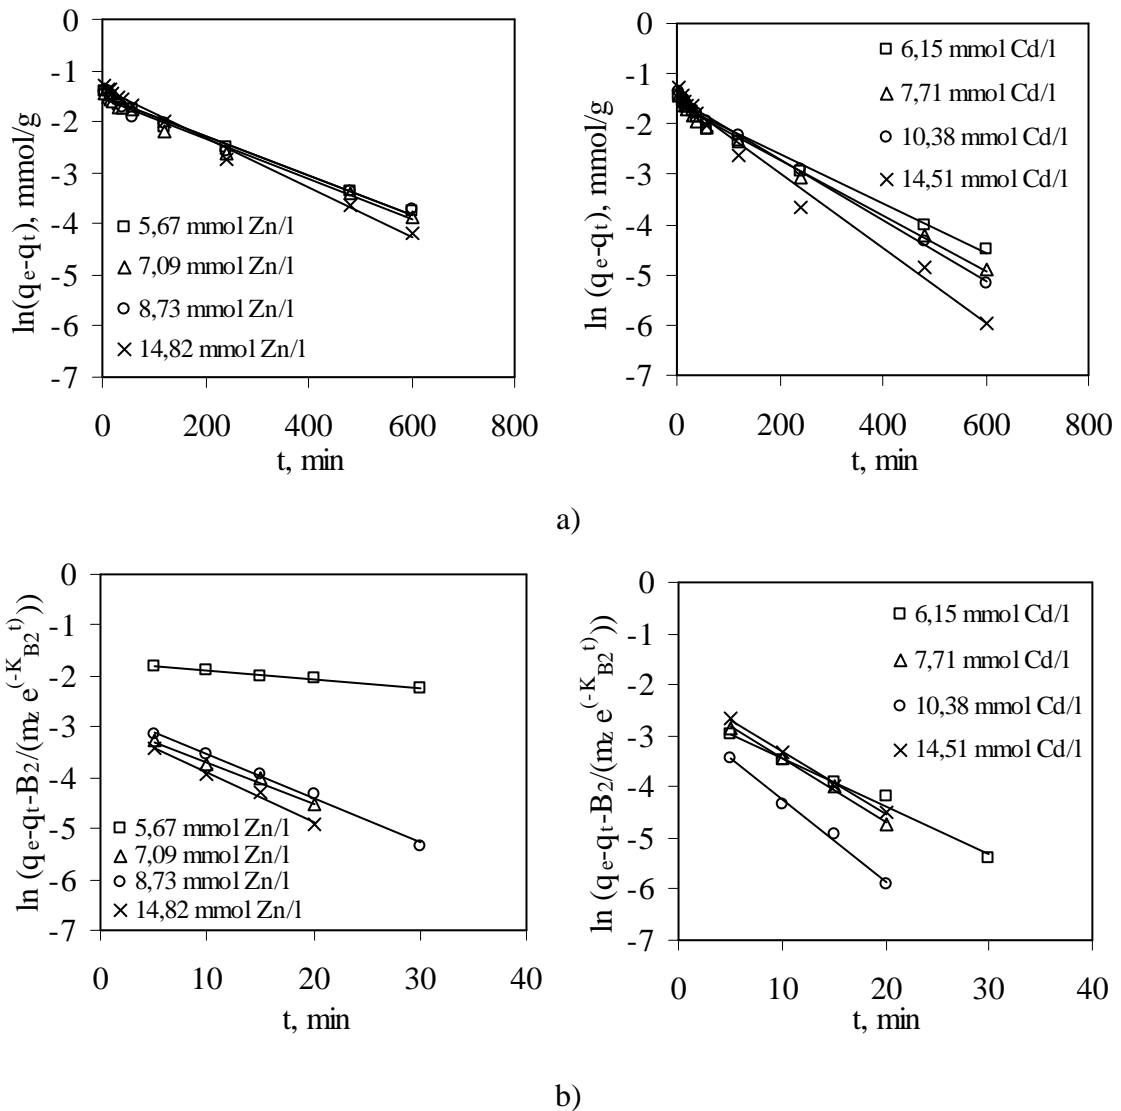 0
-1
-2
-3
-4
-5
-6
-7
ln(qe-qt), mmol/g
5,67 mmol Zn/l
7,09 mmol Zn/l
8,73 mmol Zn/l
14,82 mmol Zn/l
0 200 400 600 800
t, min
0
-1
-2
-3
-4
-5
-6
-7
ln (qe-qt), mmol/g
6,15 mmol Cd/l
7,71 mmol Cd/l
10,38 mmol Cd/l
14,51 mmol Cd/l
0 200 400 600 800
t, min
a)
0
-1
-2
-3
-4
-5
-6
-7
ln (qe-qt-B2/(mz e(-KB2t)))
5,67 mmol Zn/l
7,09 mmol Zn/l
8,73 mmol Zn/l
14,82 mmol Zn/l
0 10 20 30 40
t, min
0
-1
-2
-3
-4
-5
-6
-7
ln (qe-qt-B2/(mz e(-KB2t)))
6,15 mmol Cd/l
7,71 mmol Cd/l
10,38 mmol Cd/l
14,51 mmol Cd/l
0 10 20 30 40
t, min
b)